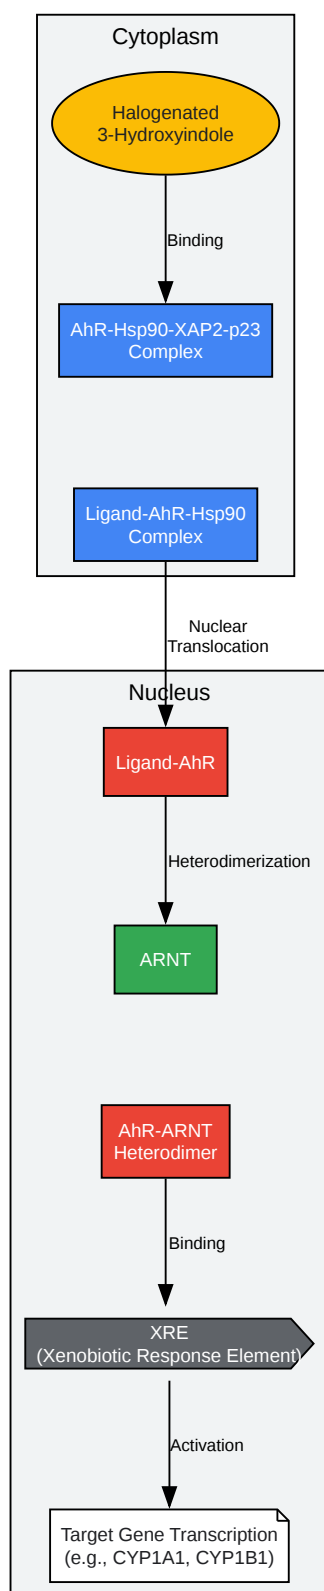 Cytoplasm
Halogenated
3-Hydroxyindole
Binding
AhR-Hsp90-XAP2-p23
Complex
Ligand-AhR-Hsp90
Complex
Nuclear
Translocation
Nucleus
Ligand-AhR
Heterodimerization
ARNT
AhR-ARNT
Heterodimer
Binding
XRE
(Xenobiotic Response Element)
Activation
Target Gene Transcription
(e.g., CYP1A1, CYP1B1)